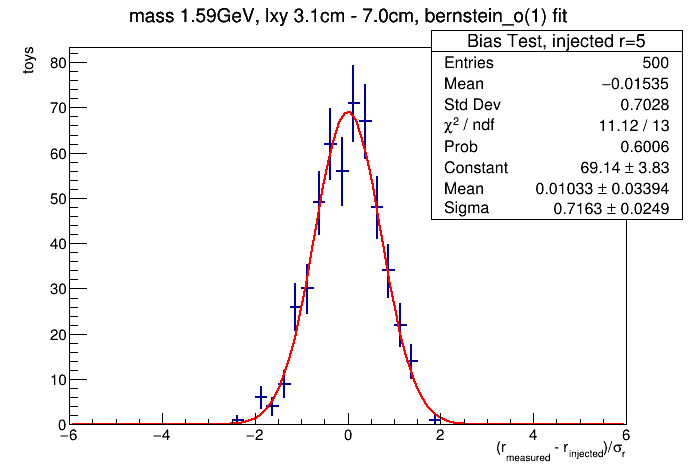 mass 1.59GeV, lxy 3.1cm - 7.0cm, bernstein_o(1) fit
Bias Test, injected r=5
Entries 500
Mean −0.01535
Std Dev 0.7028
χ² / ndf 11.12 / 13
Prob 0.6006
Constant 69.14 ± 3.83
Mean 0.01033 ± 0.03394
Sigma 0.7163 ± 0.0249
toys
80
70
60
50
40
30
20
10
0
−6 −4 −2 0 2 4 6
(r_measured - r_injected)/σ_r